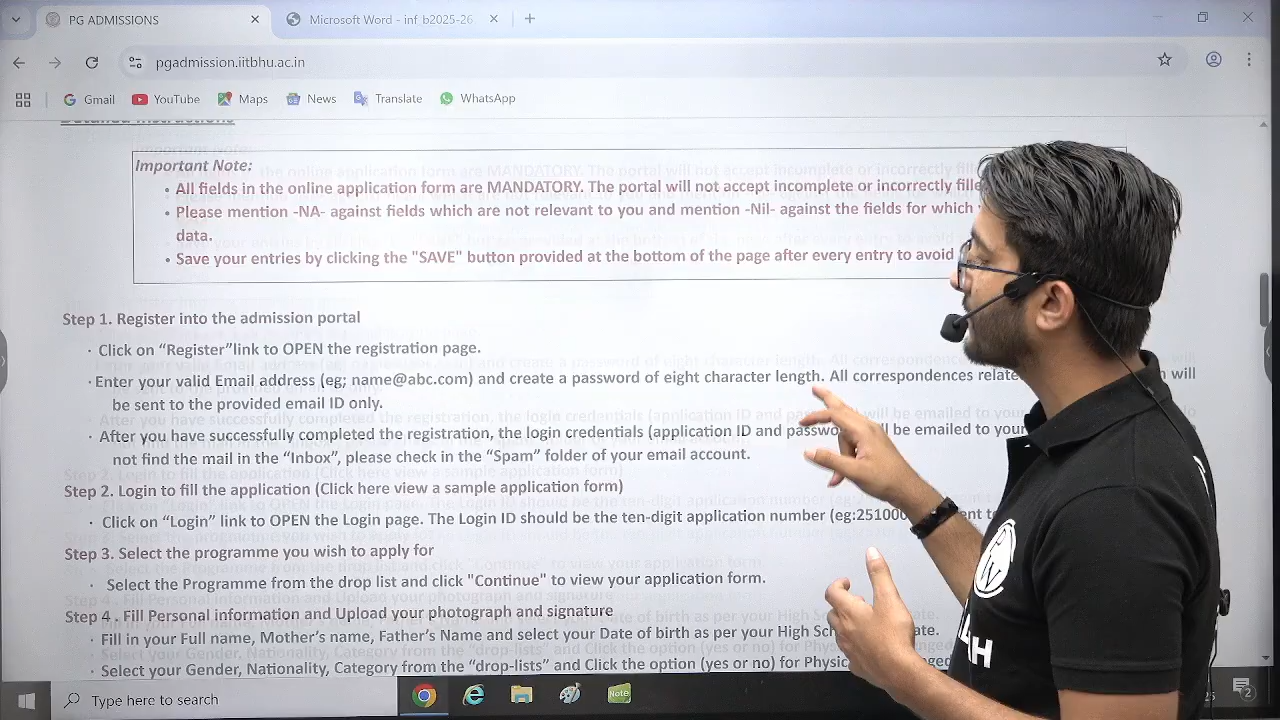 PG ADMISSIONS
Microsoft Word - inf_b2025-26
pgadmission.iitbhu.ac.in
Gmail YouTube Maps News Translate WhatsApp
Detailed Instructions
Important Note:
• All fields in the online application form are MANDATORY. The portal will not accept incomplete or incorrectly
• Please mention -NA- against fields which are not relevant to you and mention -Nil- against the fields for which
data.
• Save your entries by clicking the "SAVE" button provided at the bottom of the page after every entry to avoid
Step 1. Register into the admission portal
· Click on “Register”link to OPEN the registration page.
· Enter your valid Email address (eg; name@abc.com) and create a password of eight character length. All correspondences will
be sent to the provided email ID only.
· After you have successfully completed the registration, the login credentials (application ID and will be emailed to your
not find the mail in the “Inbox”, please check in the “Spam” folder of your email account.
Step 2. Login to fill the application (Click here view a sample application form)
· Click on “Login” link to OPEN the Login page. The Login ID should be the ten-digit application number
Step 3. Select the programme you wish to apply for
· Select the Programme from the drop list and click "Continue" to view your application form.
Step 4 . Fill Personal information and Upload your photograph and signature
· Fill in your Full name, Mother’s name, Father’s Name and select your Date of birth as per your High
· Select your Gender, Nationality, Category from the “drop-lists” and Click the option (yes or no) for
Type here to search
Note
2